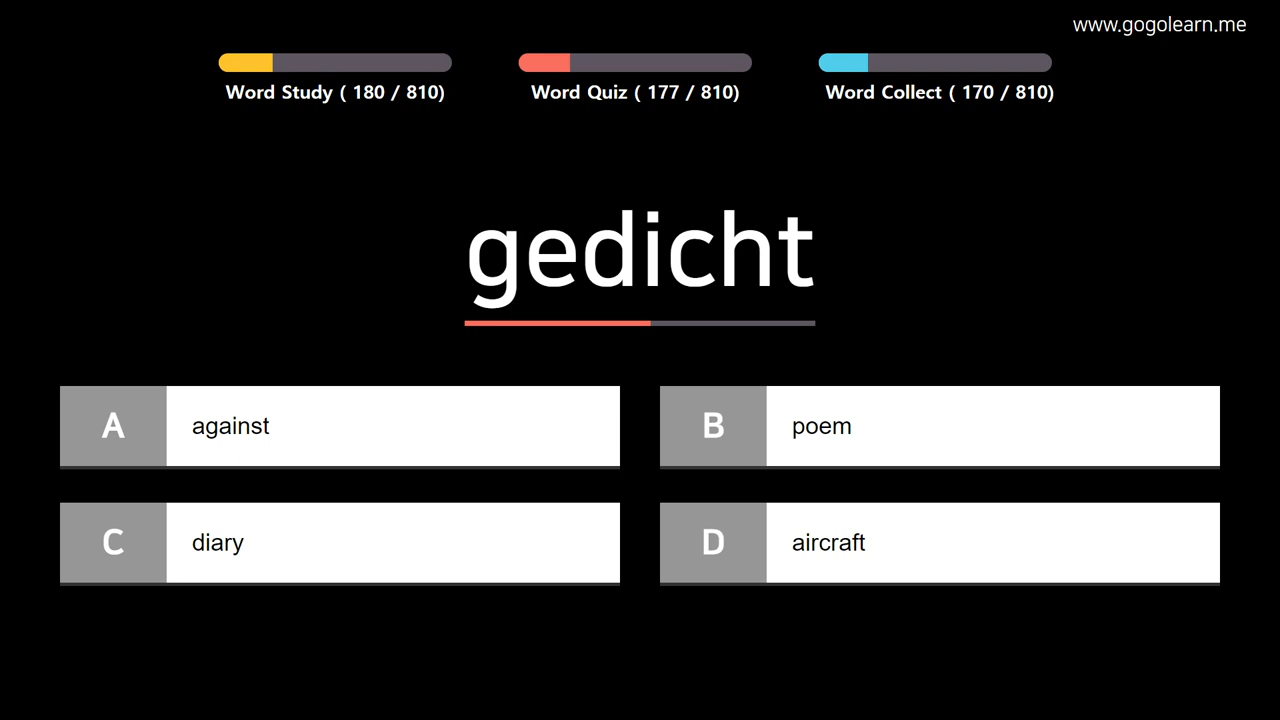 www.gogolearn.me
Word Study ( 180 / 810)
Word Quiz ( 177 / 810)
Word Collect ( 170 / 810)
gedicht
A against
B poem
C diary
D aircraft